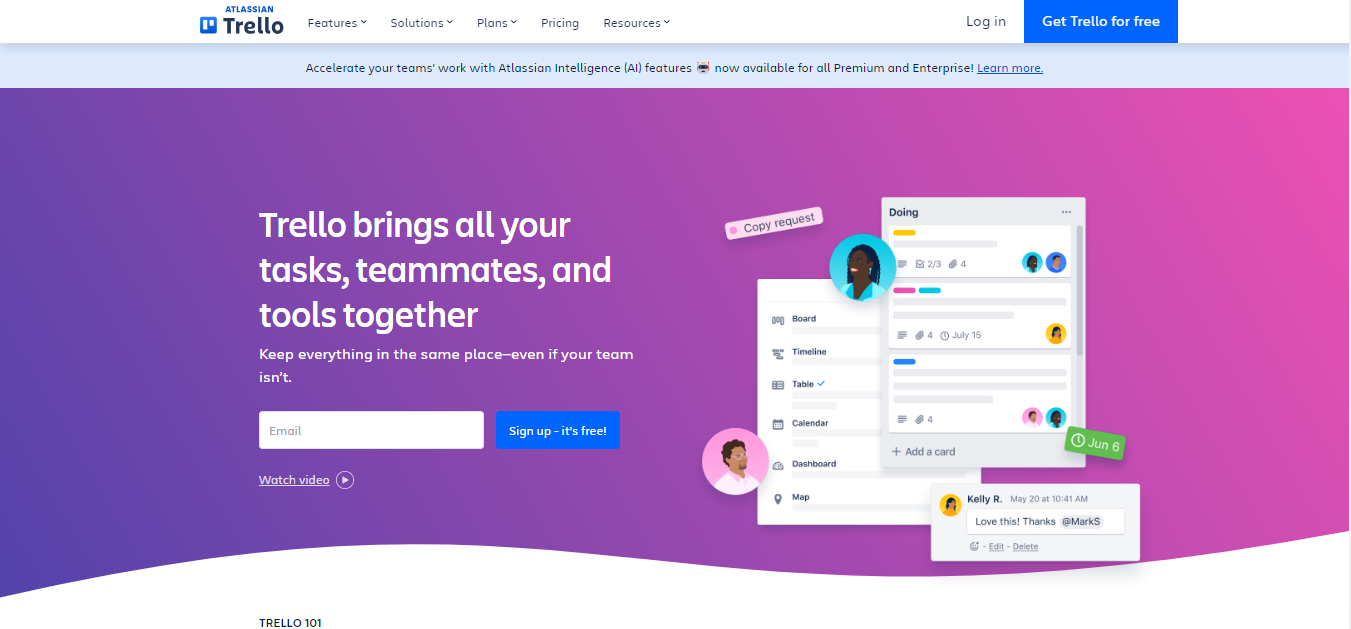 ATLASSIAN
Trello
Features
Solutions
Plans
Pricing
Resources
Log in
Get Trello for free
Accelerate your teams' work with Atlassian Intelligence (AI) features 🤖 now available for all Premium and Enterprise! Learn more.
Trello brings all your
tasks, teammates, and
tools together
Keep everything in the same place—even if your team
isn't.
Email
Sign up - it's free!
Watch video
Copy request
Board
Timeline
Table
Calendar
Dashboard
Map
Doing
2/3 4
4 July 15
4
+ Add a card
Jun 6
Kelly R. May 20 at 10:41 AM
Love this! Thanks @MarkS
- Edit - Delete
TRELLO 101